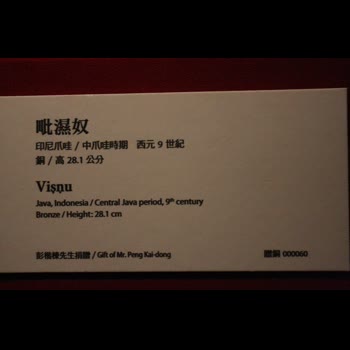 毗濕奴
印尼爪哇 / 中爪哇時期　西元 9 世紀
銅 / 高 28.1 公分
Viṣṇu
Java, Indonesia / Central Java period, 9th century
Bronze / Height: 28.1 cm
彭楷棟先生捐贈 / Gift of Mr. Peng Kai-dong
贈銅 000060